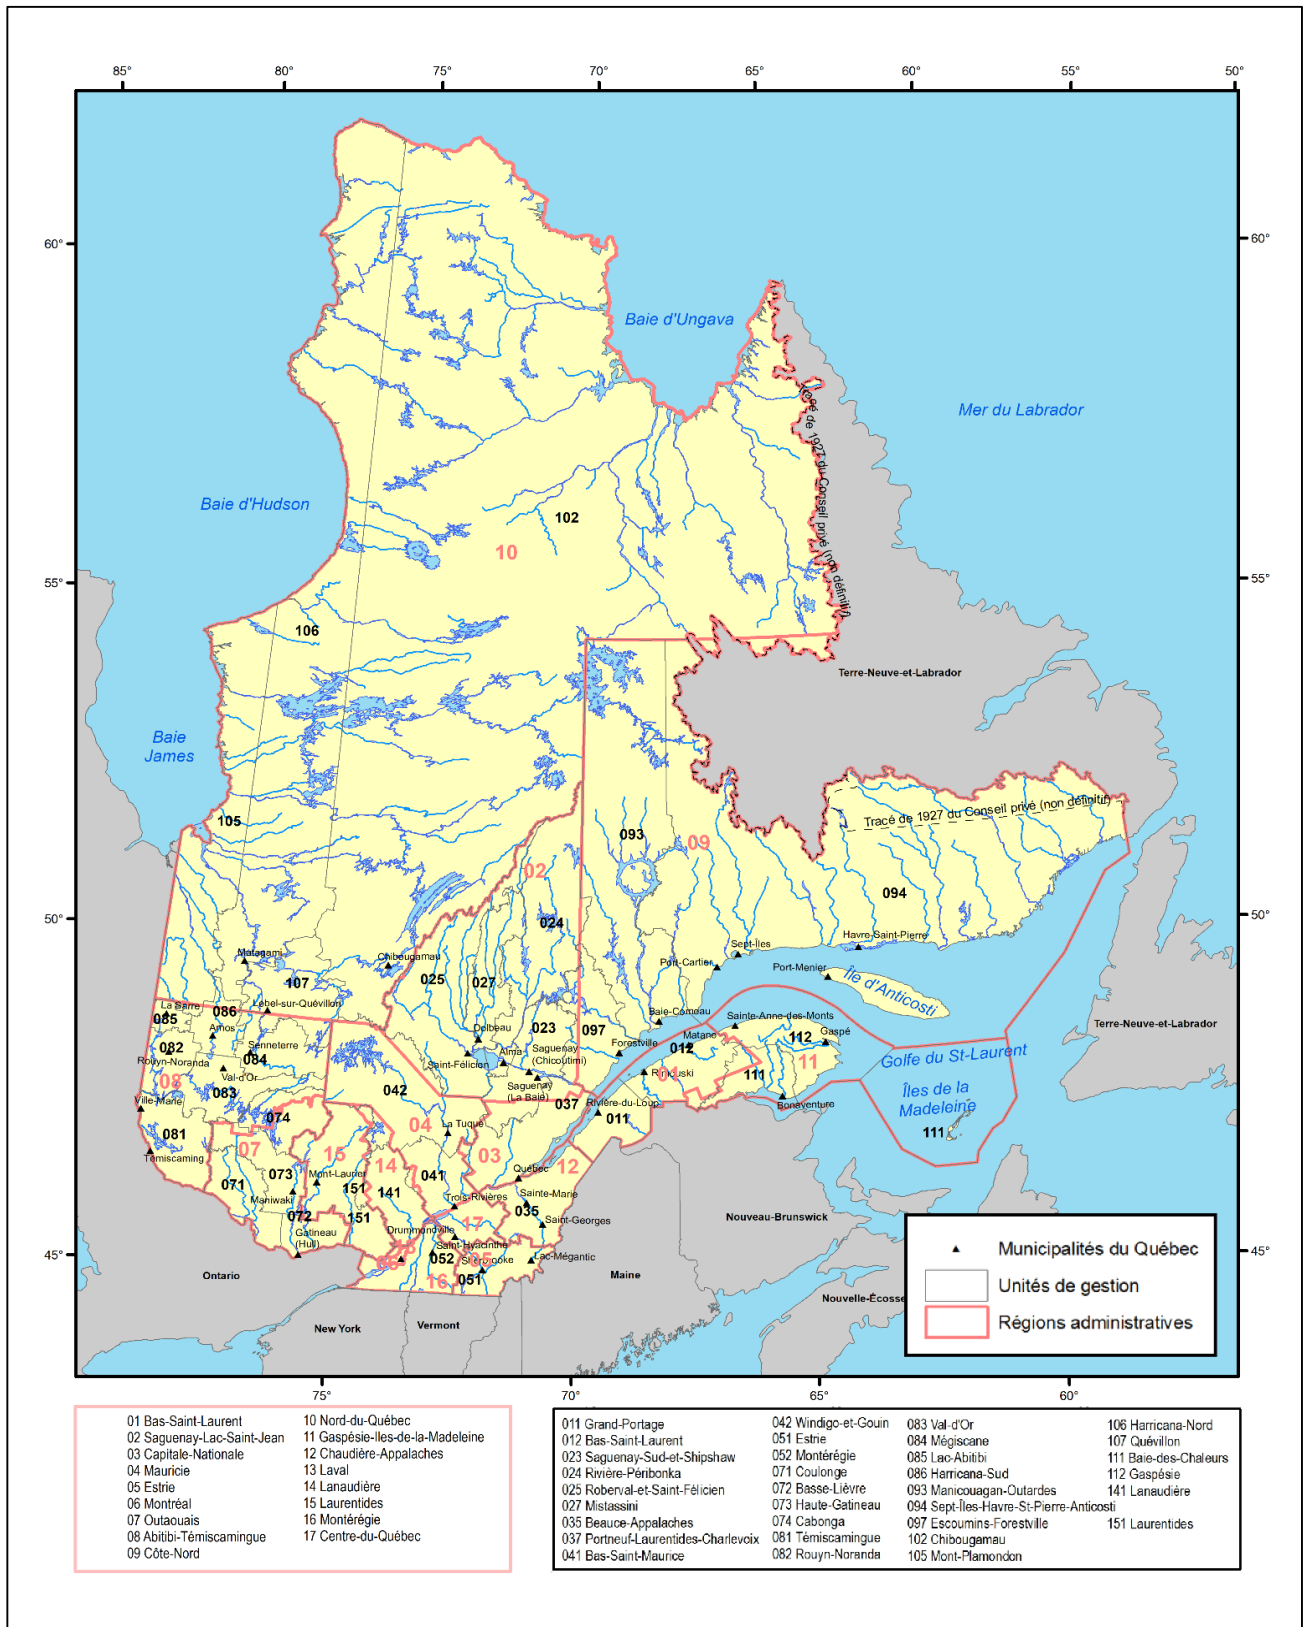 85° 80° 75° 70° 65° 60° 55° 50°
60° 60°
Baie d'Ungava
Mer du Labrador
Tracé de 1927 du Conseil privé (non définitif)
Baie d'Hudson
102
10
55° 55°
106
Terre-Neuve-et-Labrador
Baie
James
Tracé de 1927 du Conseil privé (non définitif)
105
093
09
02
094
50° 50°
024
Havre-Saint-Pierre
Sept-Îles
Matagami
Chibougamau
Port-Cartier
Port-Menier
Île d'Anticosti
025
027
107
La Sarre
086
Lebel-sur-Quévillon
085
Baie-Comeau
Sainte-Anne-des-Monts
Terre-Neuve-et-Labrador
Amos
Dolbeau
023
097
Matane
112
Gaspé
082
Senneterre
084
Forestville
012
Golfe du St-Laurent
Rouyn-Noranda
Saint-Félicien
Alma
Saguenay
(Chicoutimi)
11
Val-d'Or
08
083
042
Saguenay
(La Baie)
Rimouski
01
111
Îles de la
Madeleine
Ville-Marie
037
Rivière-du-Loup
Bonaventure
074
04
011
La Tuque
081
07
15
03
111
Témiscaming
14
12
073
Mont-Laurier
041
Québec
071
151
141
Maniwaki
Trois-Rivières
Sainte-Marie
072
151
035
Saint-Georges
Nouveau-Brunswick
Gatineau
(Hull)
Drummondville
17
45° 45°
13
Saint-Hyacinthe
052
05
Sherbrooke
Lac-Mégantic
06
16
051
Ontario
Maine
Nouvelle-Écosse
New York
Vermont
Municipalités du Québec
Unités de gestion
Régions administratives
75° 70° 65° 60°
01 Bas-Saint-Laurent
02 Saguenay-Lac-Saint-Jean
03 Capitale-Nationale
04 Mauricie
05 Estrie
06 Montréal
07 Outaouais
08 Abitibi-Témiscamingue
09 Côte-Nord
10 Nord-du-Québec
11 Gaspésie-Iles-de-la-Madeleine
12 Chaudière-Appalaches
13 Laval
14 Lanaudière
15 Laurentides
16 Montérégie
17 Centre-du-Québec
011 Grand-Portage
012 Bas-Saint-Laurent
023 Saguenay-Sud-et-Shipshaw
024 Rivière-Péribonka
025 Roberval-et-Saint-Félicien
027 Mistassini
035 Beauce-Appalaches
037 Portneuf-Laurentides-Charlevoix
041 Bas-Saint-Maurice
042 Windigo-et-Gouin
051 Estrie
052 Montérégie
071 Coulonge
072 Basse-Lièvre
073 Haute-Gatineau
074 Cabonga
081 Témiscamingue
082 Rouyn-Noranda
083 Val-d'Or
084 Mégiscane
085 Lac-Abitibi
086 Harricana-Sud
093 Manicouagan-Outardes
094 Sept-Îles-Havre-St-Pierre-Anticosti
097 Escoumins-Forestville
102 Chibougamau
105 Mont-Plamondon
106 Harricana-Nord
107 Quévillon
111 Baie-des-Chaleurs
112 Gaspésie
141 Lanaudière
151 Laurentides